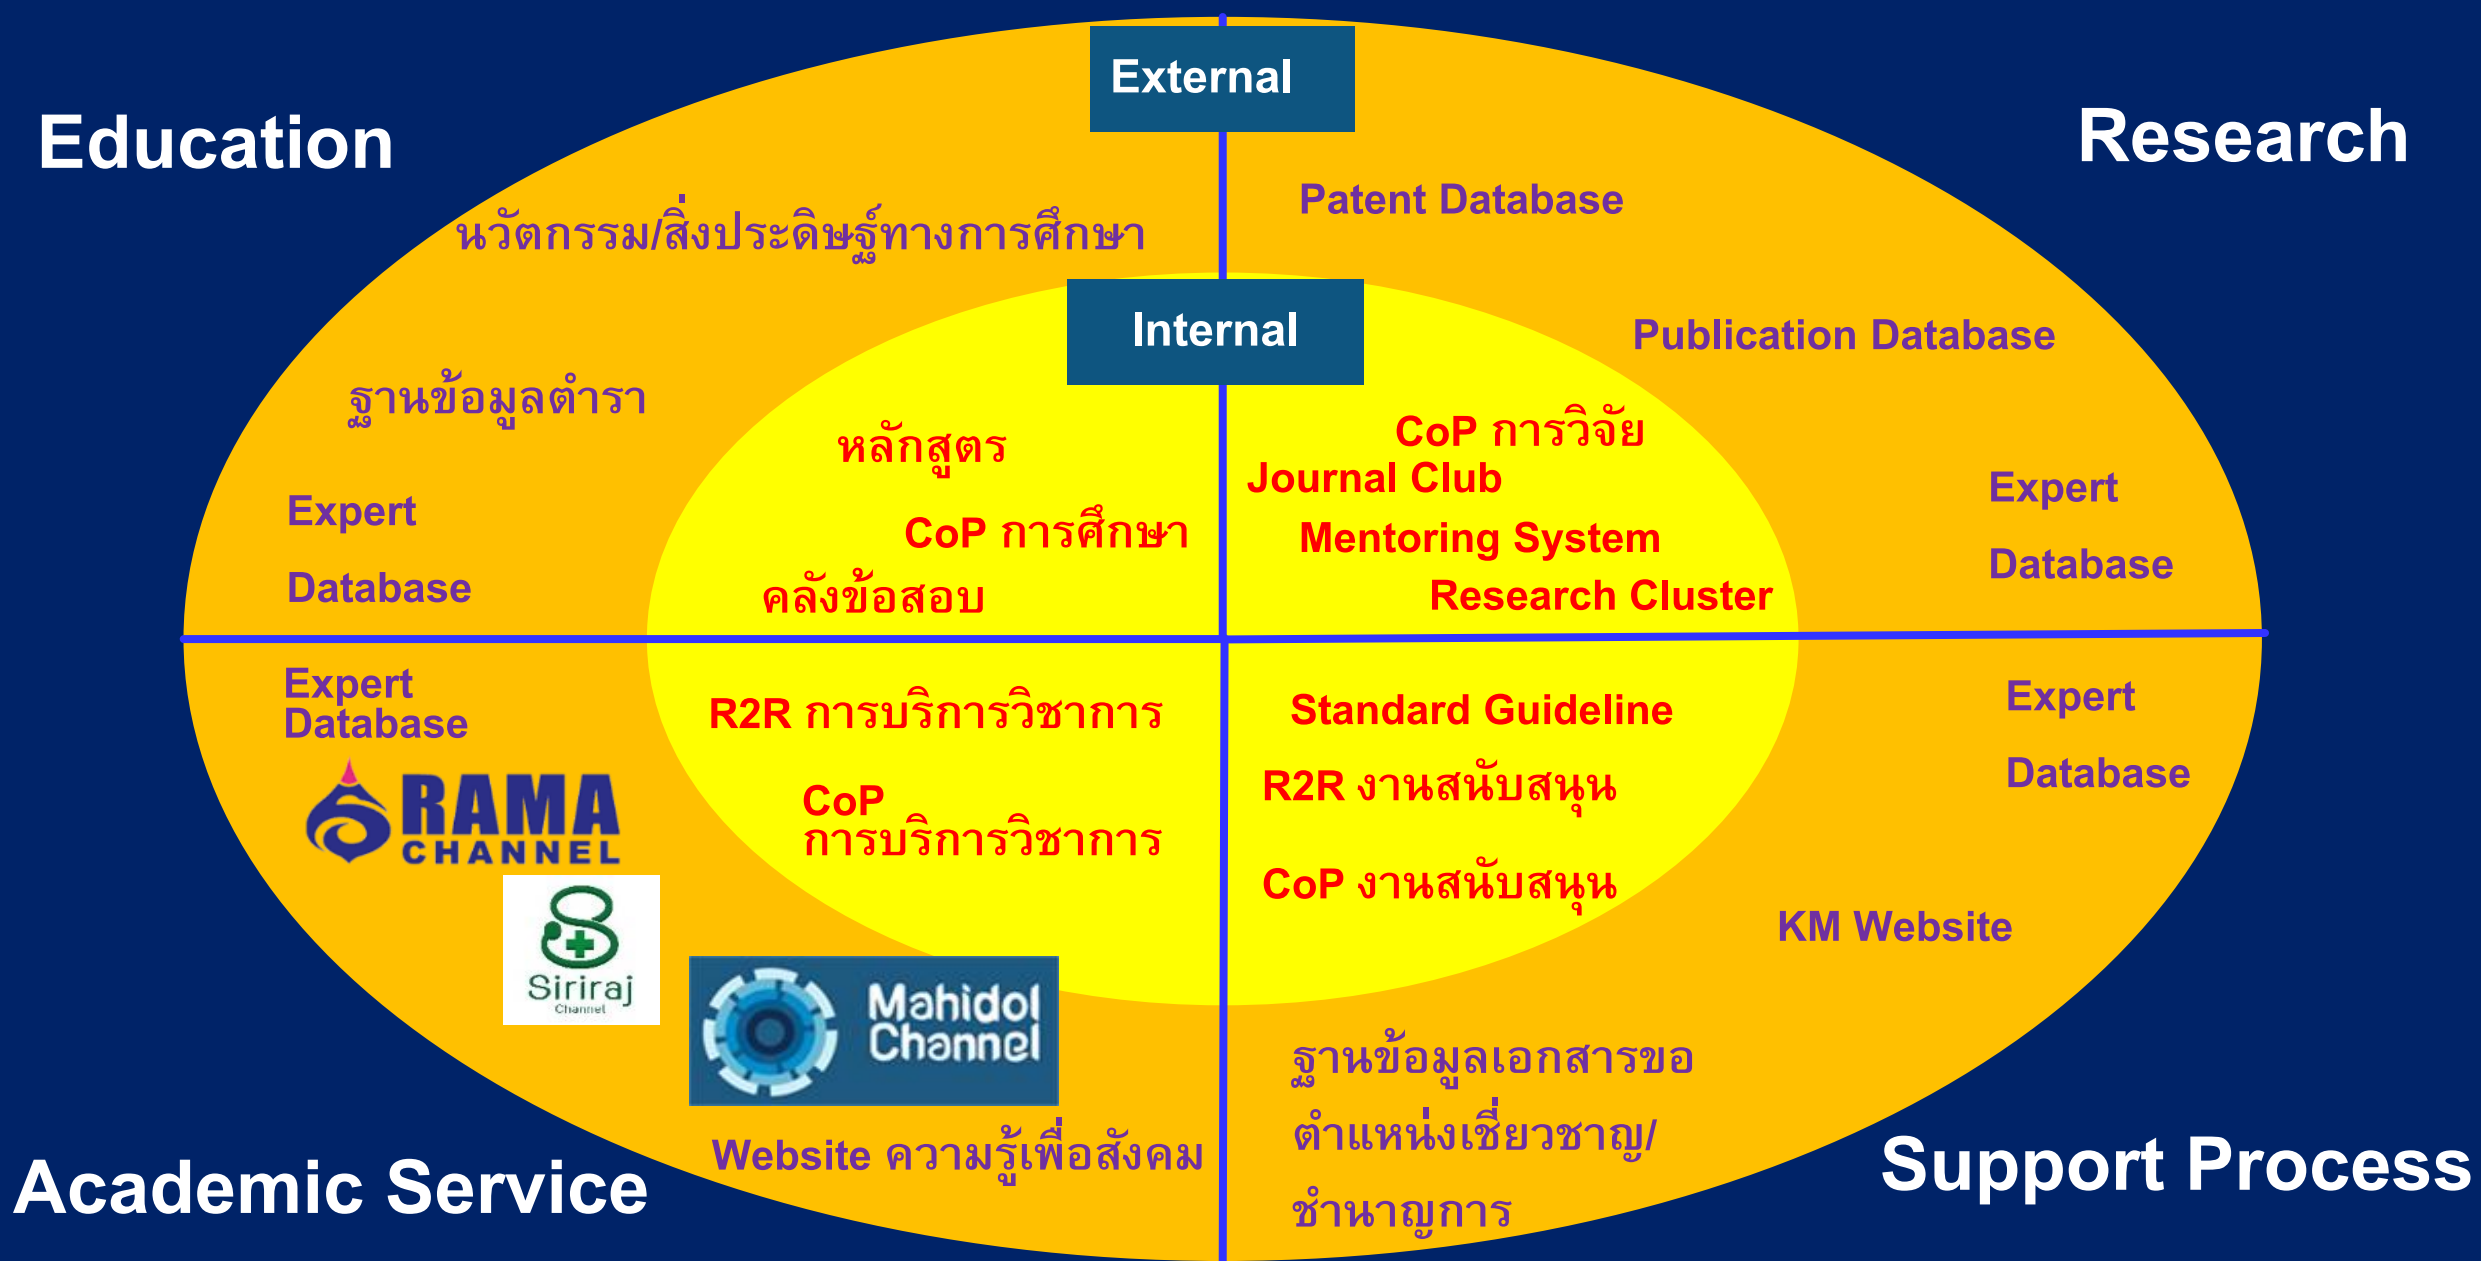 External
Education
Research
นวัตกรรม/สิ่งประดิษฐ์ทางการศึกษา
Patent Database
Internal
Publication Database
ฐานข้อมูลตำรา
Expert
Database
หลักสูตร
CoP การศึกษา
คลังข้อสอบ
CoP การวิจัย
Journal Club
Mentoring System
Research Cluster
Expert
Database
Expert
Database
RAMA
CHANNEL
Siriraj
Channel
Mahidol
Channel
Website ความรู้เพื่อสังคม
R2R การบริการวิชาการ
CoP
การบริการวิชาการ
Standard Guideline
R2R งานสนับสนุน
CoP งานสนับสนุน
Expert
Database
KM Website
ฐานข้อมูลเอกสารขอ
ตำแหน่งเชี่ยวชาญ/
ชำนาญการ
Academic Service
Support Process